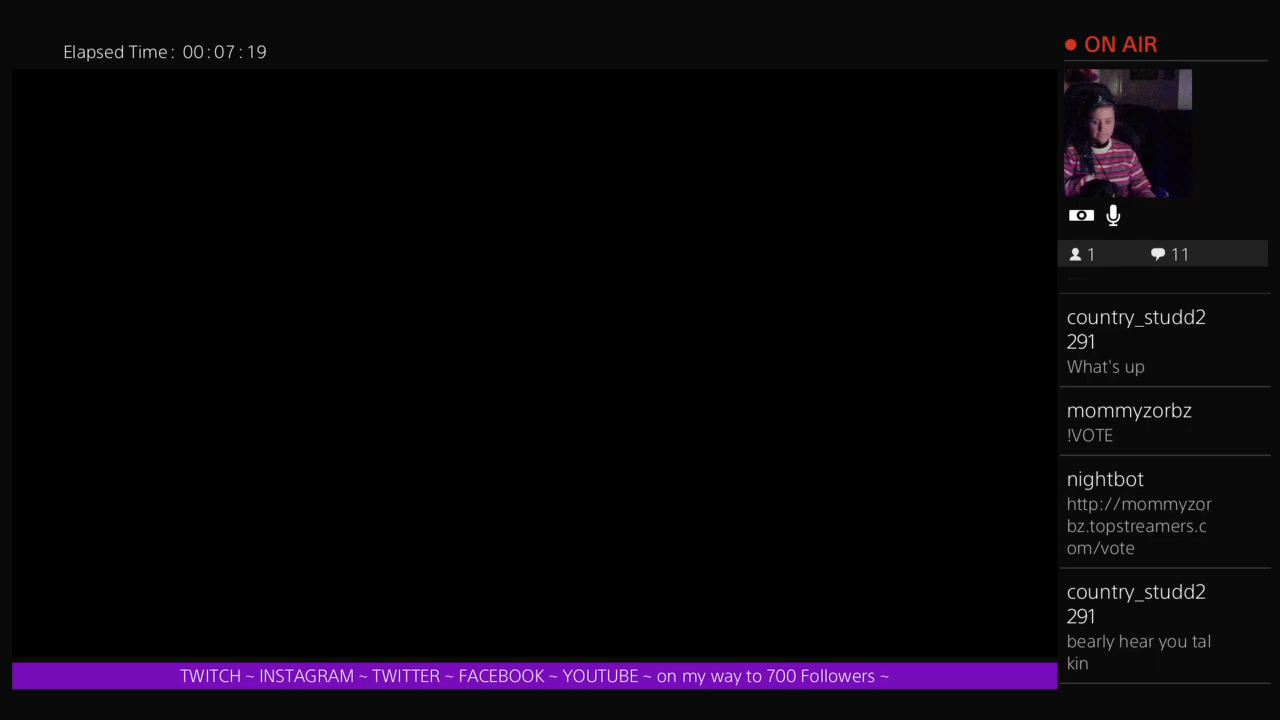 Elapsed Time: 00:07:19
ON AIR
1
11
country_studd2
291
What's up
mommyzorbz
!VOTE
nightbot
http://mommyzor
bz.topstreamers.c
om/vote
country_studd2
291
bearly hear you tal
kin
TWITCH ~ INSTAGRAM ~ TWITTER ~ FACEBOOK ~ YOUTUBE ~ on my way to 700 Followers ~